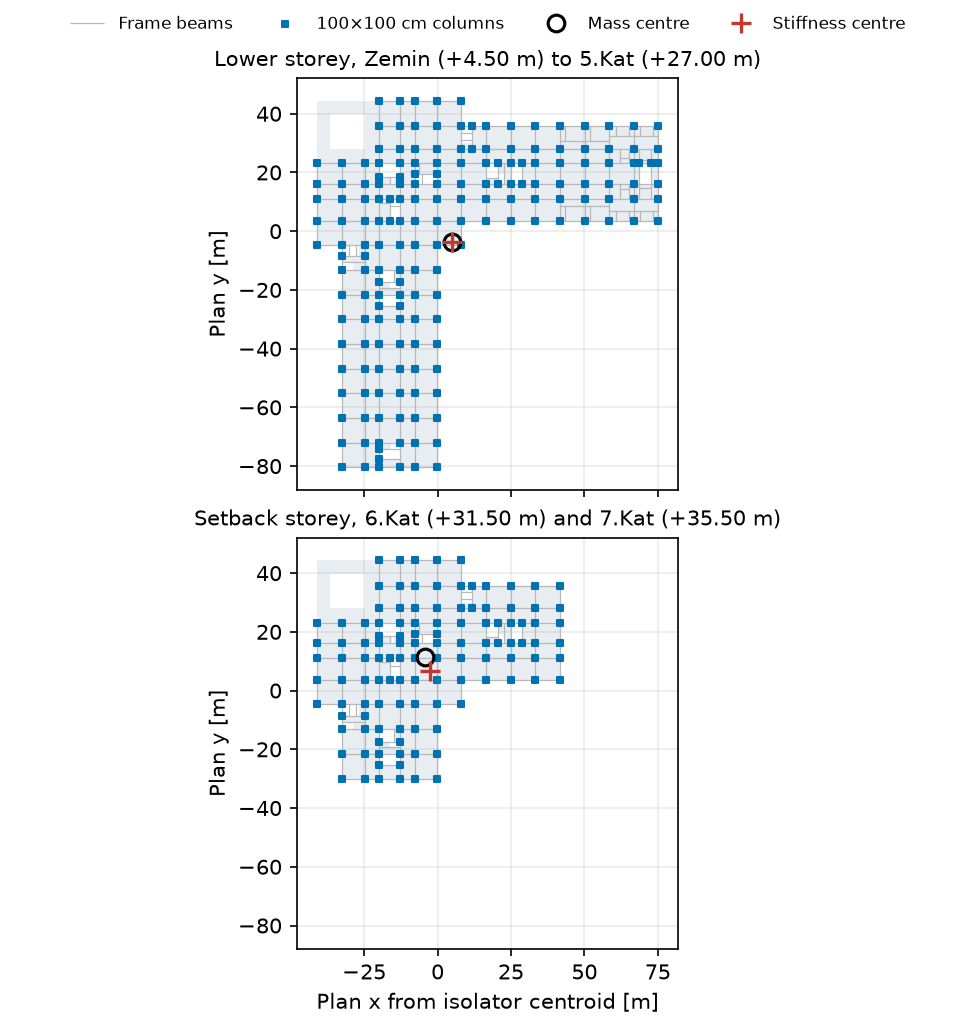 Frame beams 100×100 cm columns Mass centre Stiffness centre
Lower storey, Zemin (+4.50 m) to 5.Kat (+27.00 m)
40
20
0
−20
−40
−60
−80
Plan y [m]
Setback storey, 6.Kat (+31.50 m) and 7.Kat (+35.50 m)
40
20
0
−20
−40
−60
−80
Plan y [m]
−25 0 25 50 75
Plan x from isolator centroid [m]